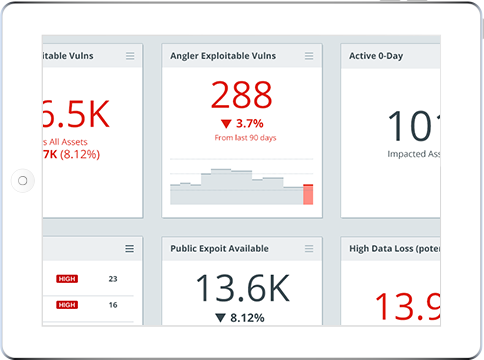 itable Vulns
6.5K
s All Assets
7K (8.12%)
Angler Exploitable Vulns
288
▼ 3.7%
From last 90 days
Active 0-Day
101
Impacted Ass
HIGH 23
HIGH 16
Public Expoit Available
13.6K
▼ 8.12%
High Data Loss (poter
13.9